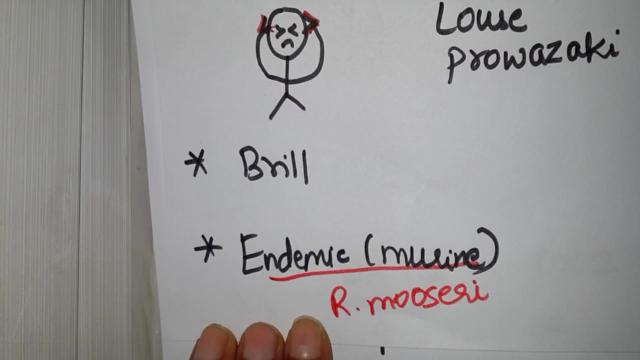 Louse
Prowazaki
* Brill
* Endemic (murine)
R. mooseri